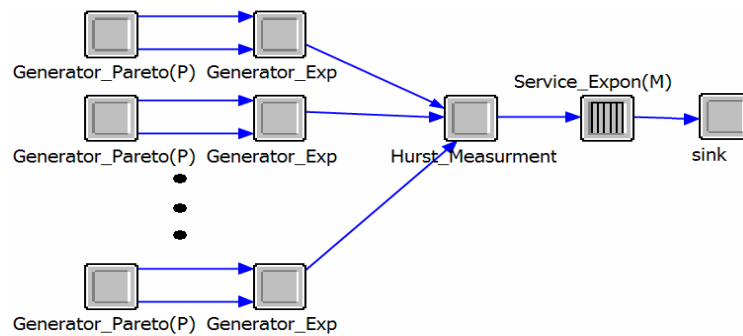 Generator_Pareto(P) Generator_Exp
Service_Expon(M)
Generator_Pareto(P) Generator_Exp
Hurst_Measurment
sink
Generator_Pareto(P) Generator_Exp